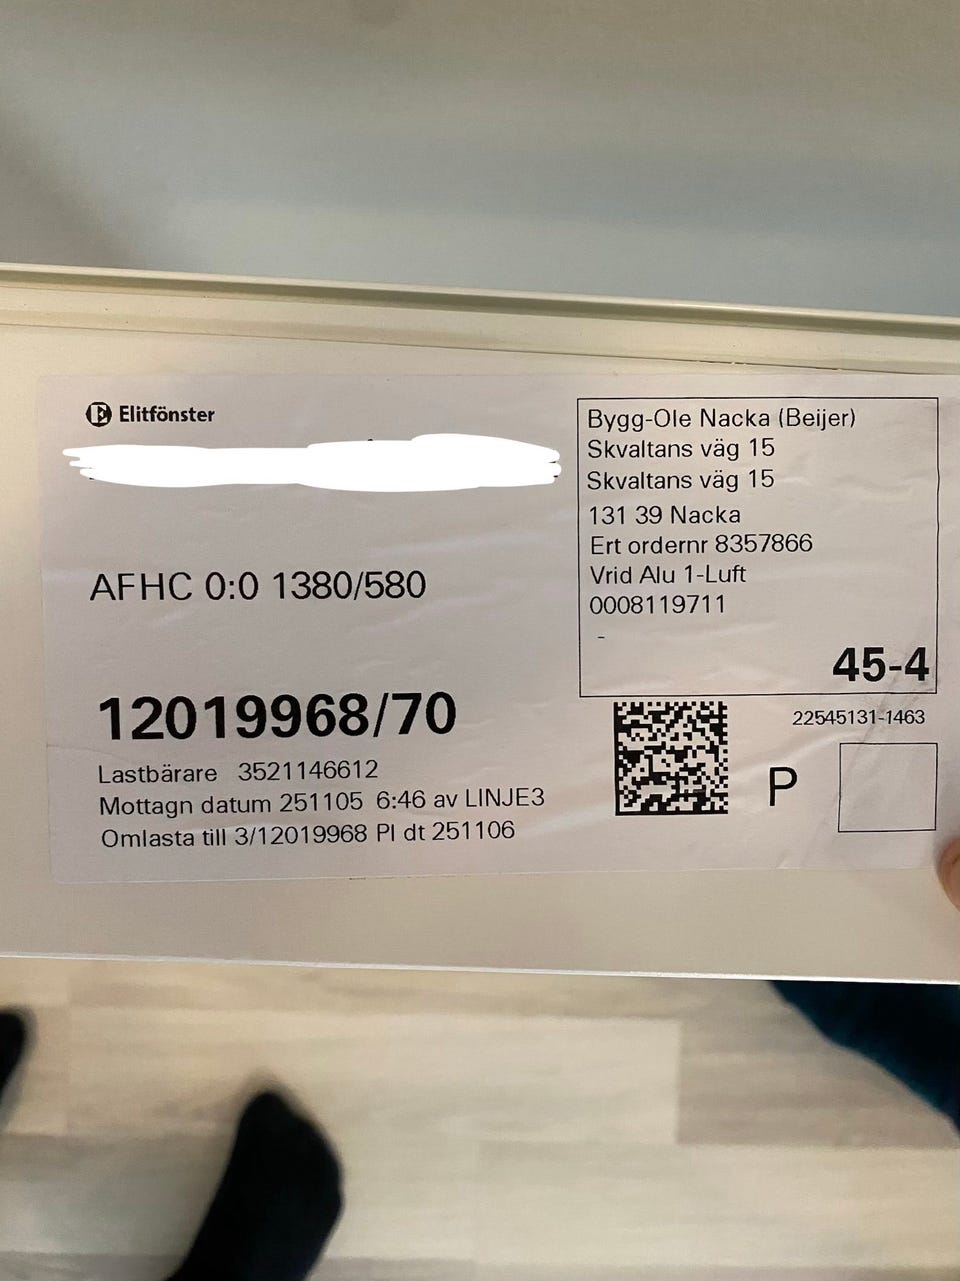 Elitfönster
AFHC 0:0 1380/580
12019968/70
Lastbärare 3521146612
Mottagn datum 251105 6:46 av LINJE3
Omlasta till 3/12019968 Pl dt 251106
Bygg-Ole Nacka (Beijer)
Skvaltans väg 15
Skvaltans väg 15
131 39 Nacka
Ert ordernr 8357866
Vrid Alu 1-Luft
0008119711
-
45-4
22545131-1463
P